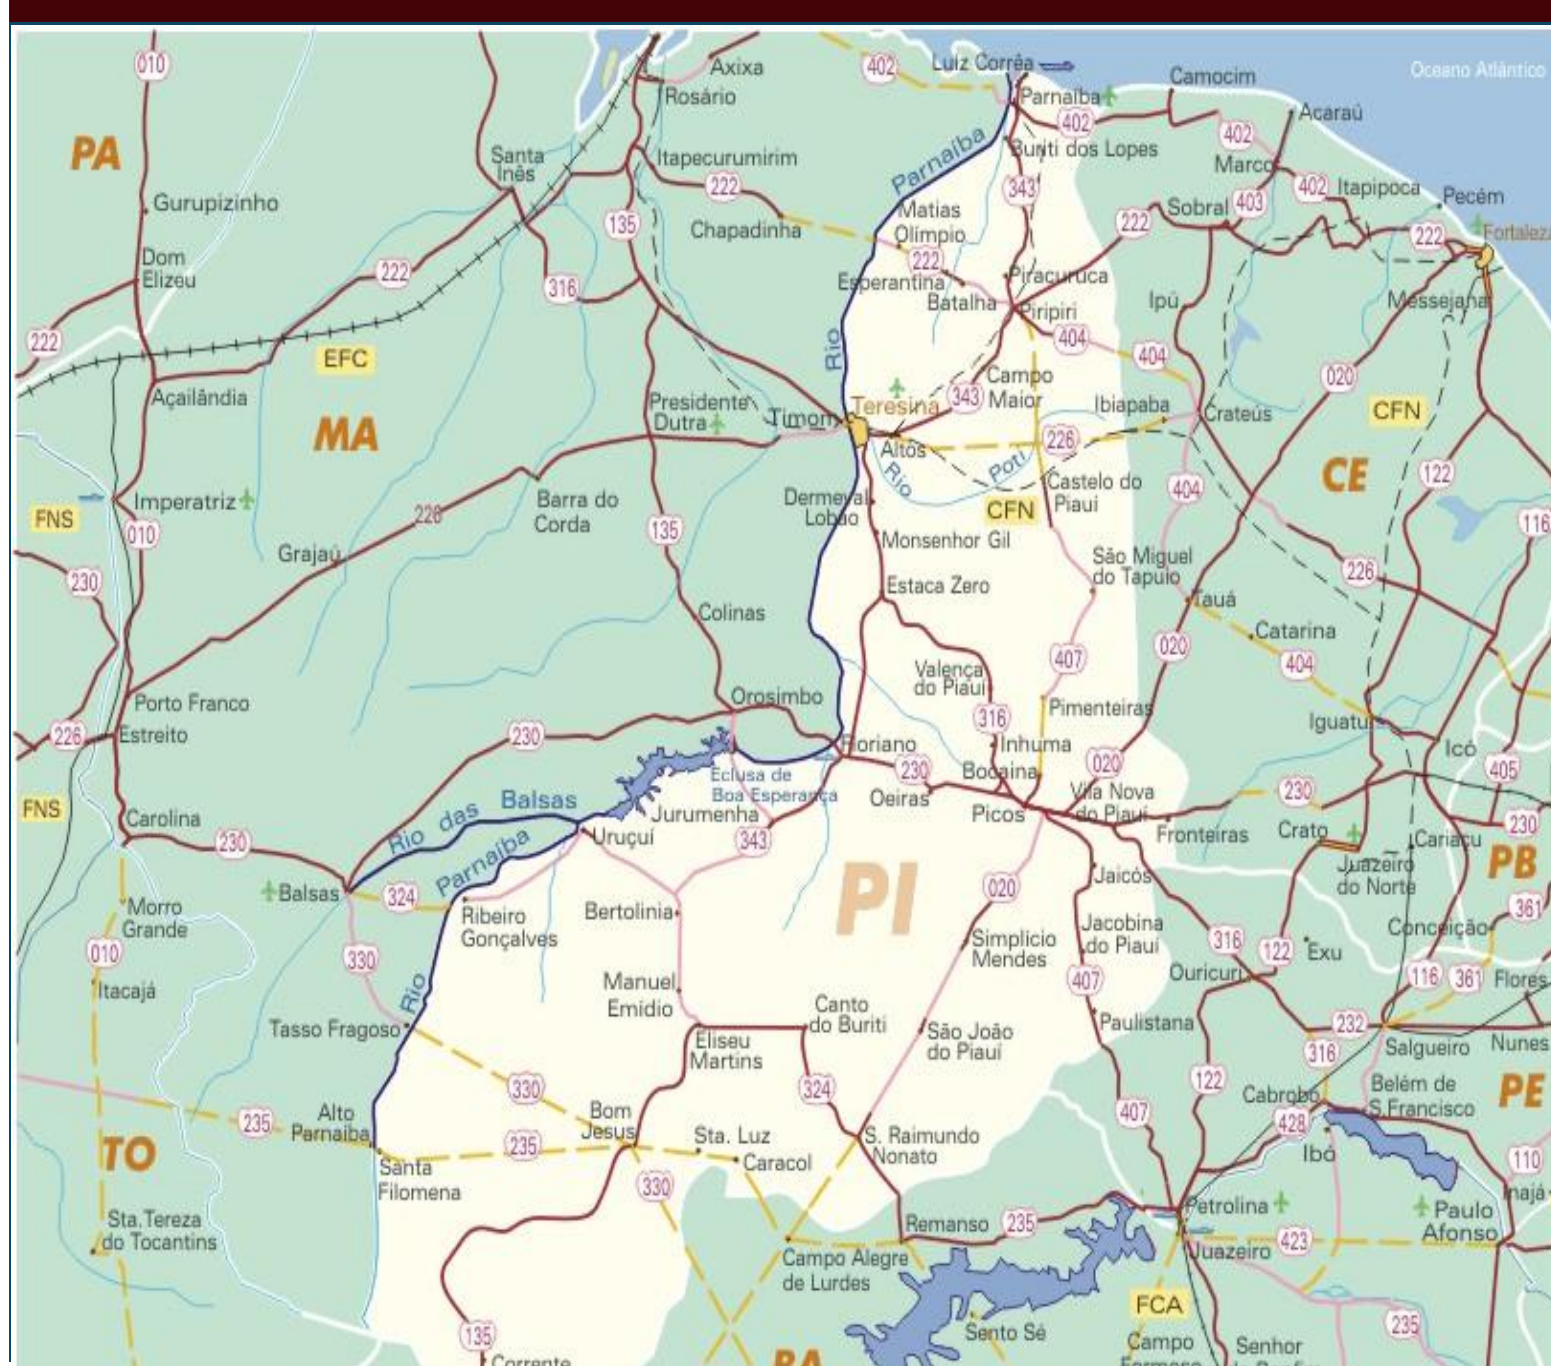 010
Axixa
402
Luiz Corrêa
Camocim
Oceano Atlântico
Rosário
Parnaíba
Acaraú
402
402
PA
Santa
Inês
Itapecurumirim
Parnaíba
Buriti dos Lopes
Marco
222
343
402
Itapipoca
Pecém
Gurupizinho
Chapadinha
135
Matias
Olímpio
222
Sobral
403
222
Fortaleza
Dom
Elizeu
222
316
222
Esperantina
Piracuruca
Batalha
Piripiri
Ipú
Messejana
222
EFC
Rio
404
404
Açailândia
020
CFN
MA
Presidente
Dutra
Timon
Teresina
343
Campo
Maior
Ibiapaba
Crateús
Altos
226
Rio
Poti
CE
Imperatriz
FNS
010
Barra do
Corda
226
135
Dermeval
Lobão
CFN
Castelo do
Piauí
404
122
116
Grajaú
Monsenhor Gil
São Miguel
do Tapuio
226
230
Estaca Zero
Tauá
Colinas
Catarina
020
404
407
Valença
do Piauí
Porto Franco
Orosimbo
Pimenteiras
316
Iguatu
226
Estreito
230
Floriano
Inhuma
Icó
Eclusa de
Boa Esperança
230
Bocaina
020
405
FNS
Oeiras
Vila Nova
do Piauí
230
Carolina
Rio das Balsas
Jurumenha
Picos
Fronteiras
Crato
230
230
Parnaíba
Uruçuí
343
Cariaçu
Juazeiro
do Norte
PB
PI
Jaicós
Balsas
324
020
Morro
Grande
Ribeiro
Gonçalves
Bertolinia
361
Jacobina
do Piauí
Conceição
010
330
Simplicio
Mendes
316
122
Exu
Ouricuri
116
361
Flores
Itacajá
Rio
Manuel
Emídio
407
Canto
do Buriti
Tasso Fragoso
São João
do Piauí
Paulistana
232
Eliseu
Martins
316
Salgueiro
Nunes
330
324
122
Cabrobo
Belém de
S.Francisco
PE
235
Alto
Parnaiba
Bom
Jesus
235
Sta. Luz
Caracol
S. Raimundo
Nonato
407
428
Ibó
TO
Santa
Filomena
330
110
Inajá
Petrolina
Paulo
Afonso
Sta.Tereza
do Tocantins
Remanso
235
Juazeiro
423
Campo Alegre
de Lurdes
FCA
135
Sento Sé
235
Campo
Senhor
BA
Corrente